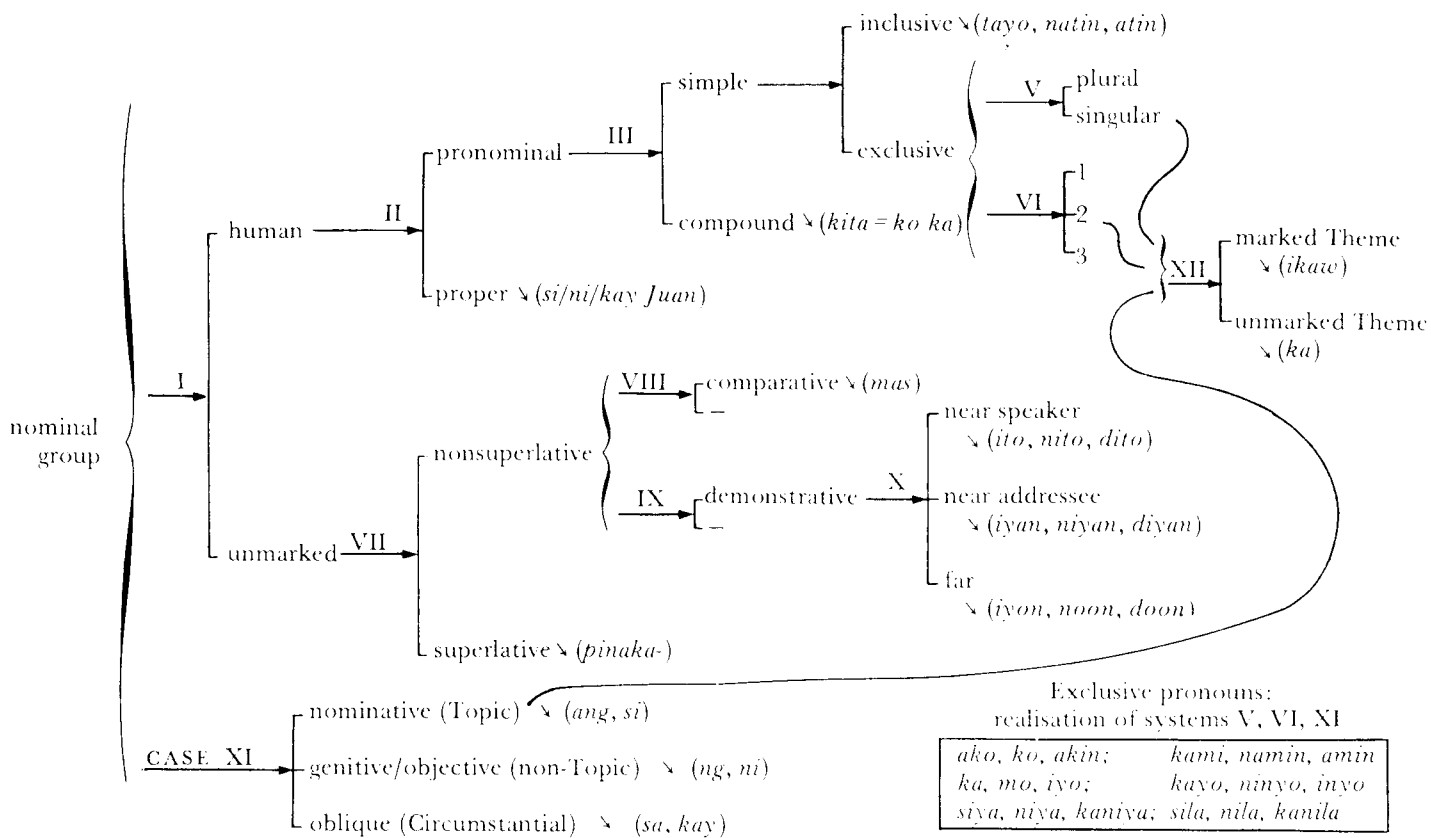 nominal
group
I
human
II
pronominal
III
simple
inclusive ↘ (tayo, natin, atin)
exclusive
V
plural
singular
VI
1
2
3
compound ↘ (kita = ko ka)
proper ↘ (si/ni/kay Juan)
XII
marked Theme
↘ (ikaw)
unmarked Theme
↘ (ka)
unmarked
VII
nonsuperlative
VIII
comparative ↘ (mas)
–
IX
demonstrative
–
X
near speaker
↘ (ito, nito, dito)
near addressee
↘ (iyan, niyan, diyan)
far
↘ (iyon, noon, doon)
superlative ↘ (pinaka-)
CASE XI
nominative (Topic) ↘ (ang, si)
genitive/objective (non-Topic) ↘ (ng, ni)
oblique (Circumstantial) ↘ (sa, kay)
Exclusive pronouns:
realisation of systems V, VI, XI
ako, ko, akin; kami, namin, amin
ka, mo, iyo; kayo, ninyo, inyo
siya, niya, kaniya; sila, nila, kanila